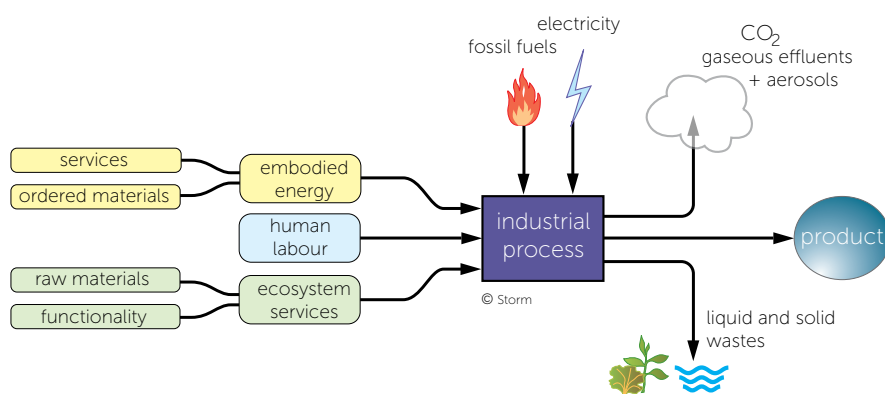 electricity
fossil fuels
CO2
gaseous effluents
+ aerosols
services
ordered materials
embodied
energy
human
labour
raw materials
functionality
ecosystem
services
industrial
process
© Storm
product
liquid and solid
wastes